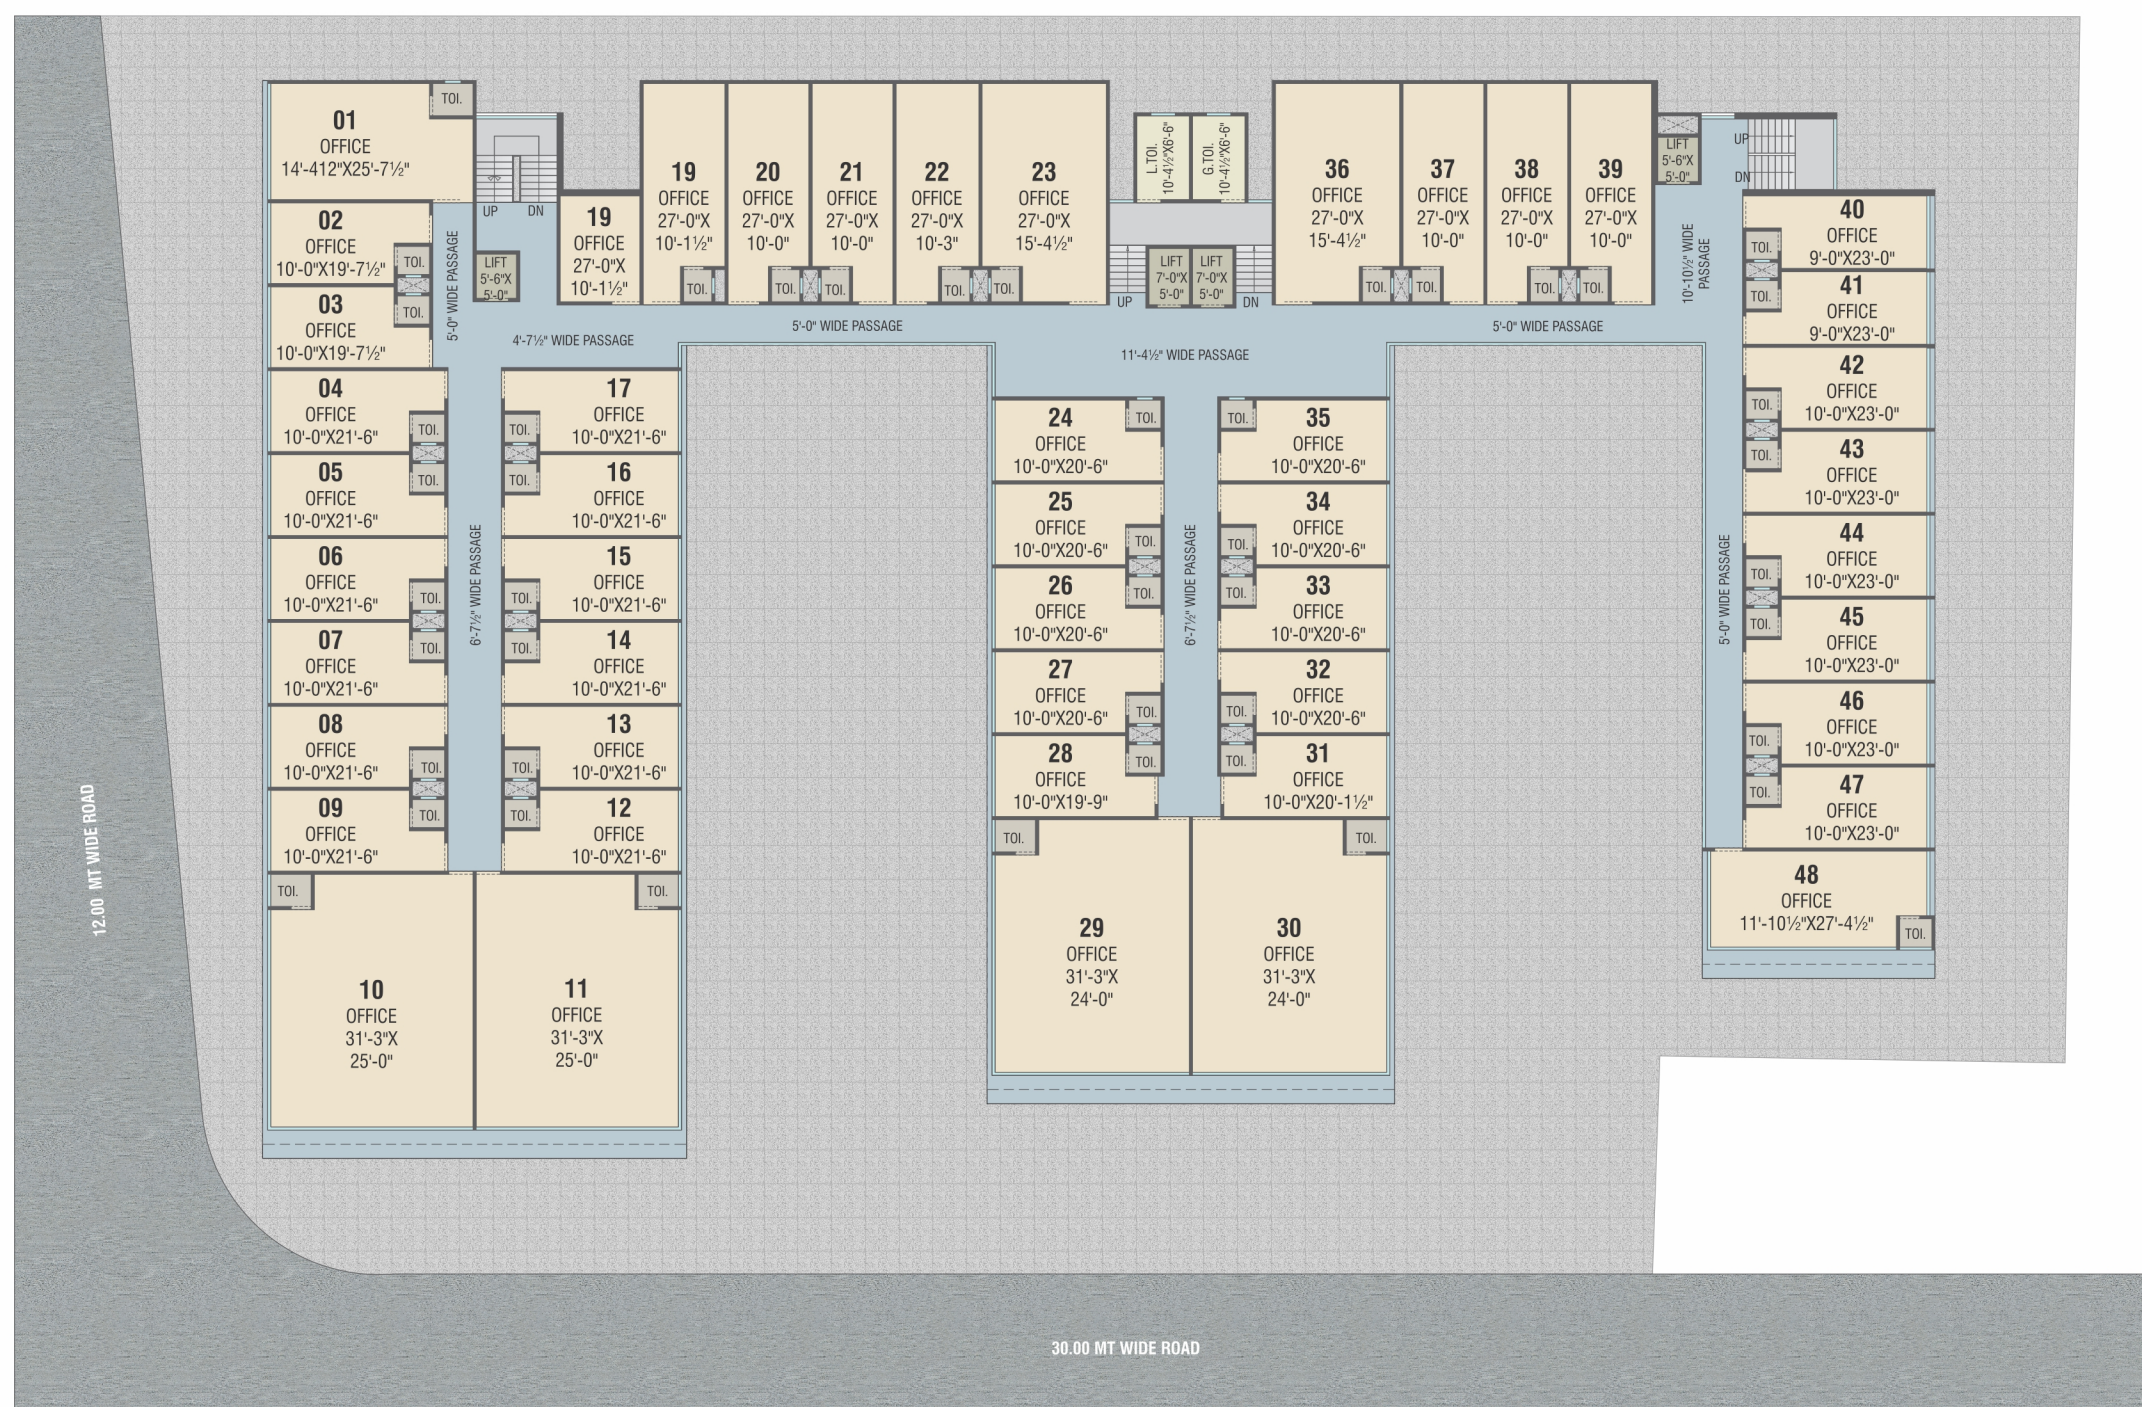 01
OFFICE
14'-412"X25'-7½"
TOI.
02
OFFICE
10'-0"X19'-7½"
TOI.
03
OFFICE
10'-0"X19'-7½"
TOI.
5'-0" WIDE PASSAGE
UP
DN
LIFT
5'-6"X
5'-0"
4'-7½" WIDE PASSAGE
19
OFFICE
27'-0"X
10'-1½"
19
OFFICE
27'-0"X
10'-1½"
TOI.
20
OFFICE
27'-0"X
10'-0"
TOI.
21
OFFICE
27'-0"X
10'-0"
TOI.
22
OFFICE
27'-0"X
10'-3"
TOI.
23
OFFICE
27'-0"X
15'-4½"
TOI.
5'-0" WIDE PASSAGE
L.TOI.
10'-4½"X6'-6"
G.TOI.
10'-4½"X6'-6"
LIFT
7'-0"X
5'-0"
LIFT
7'-0"X
5'-0"
UP
DN
11'-4½" WIDE PASSAGE
36
OFFICE
27'-0"X
15'-4½"
TOI.
37
OFFICE
27'-0"X
10'-0"
TOI.
38
OFFICE
27'-0"X
10'-0"
TOI.
39
OFFICE
27'-0"X
10'-0"
TOI.
5'-0" WIDE PASSAGE
LIFT
5'-6"X
5'-0"
UP
DN
10'-10½" WIDE
PASSAGE
04
OFFICE
10'-0"X21'-6"
TOI.
05
OFFICE
10'-0"X21'-6"
TOI.
06
OFFICE
10'-0"X21'-6"
TOI.
07
OFFICE
10'-0"X21'-6"
TOI.
08
OFFICE
10'-0"X21'-6"
TOI.
09
OFFICE
10'-0"X21'-6"
TOI.
6'-7½" WIDE PASSAGE
17
OFFICE
10'-0"X21'-6"
TOI.
16
OFFICE
10'-0"X21'-6"
TOI.
15
OFFICE
10'-0"X21'-6"
TOI.
14
OFFICE
10'-0"X21'-6"
TOI.
13
OFFICE
10'-0"X21'-6"
TOI.
12
OFFICE
10'-0"X21'-6"
TOI.
TOI.
10
OFFICE
31'-3"X
25'-0"
TOI.
11
OFFICE
31'-3"X
25'-0"
24
OFFICE
10'-0"X20'-6"
TOI.
25
OFFICE
10'-0"X20'-6"
TOI.
26
OFFICE
10'-0"X20'-6"
TOI.
27
OFFICE
10'-0"X20'-6"
TOI.
28
OFFICE
10'-0"X19'-9"
TOI.
6'-7½" WIDE PASSAGE
35
OFFICE
10'-0"X20'-6"
TOI.
34
OFFICE
10'-0"X20'-6"
TOI.
33
OFFICE
10'-0"X20'-6"
TOI.
32
OFFICE
10'-0"X20'-6"
TOI.
31
OFFICE
10'-0"X20'-1½"
TOI.
TOI.
29
OFFICE
31'-3"X
24'-0"
TOI.
30
OFFICE
31'-3"X
24'-0"
40
OFFICE
9'-0"X23'-0"
TOI.
41
OFFICE
9'-0"X23'-0"
TOI.
42
OFFICE
10'-0"X23'-0"
TOI.
43
OFFICE
10'-0"X23'-0"
TOI.
44
OFFICE
10'-0"X23'-0"
TOI.
45
OFFICE
10'-0"X23'-0"
TOI.
46
OFFICE
10'-0"X23'-0"
TOI.
47
OFFICE
10'-0"X23'-0"
TOI.
5'-0" WIDE PASSAGE
48
OFFICE
11'-10½"X27'-4½"
TOI.
12.00 MT WIDE ROAD
30.00 MT WIDE ROAD